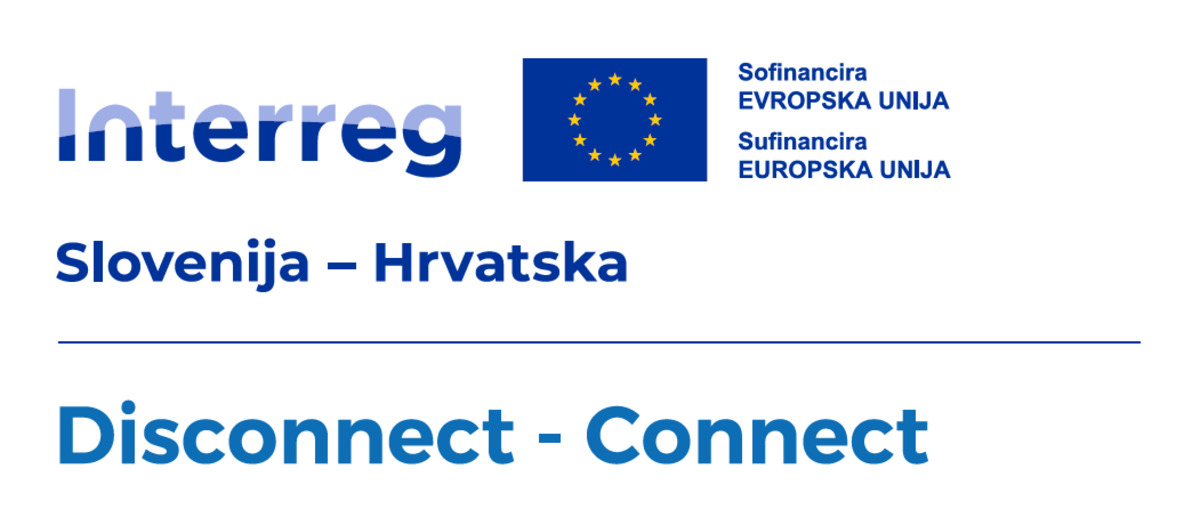 Interreg
Sofinancira
EVROPSKA UNIJA
Sufinancira
EUROPSKA UNIJA
Slovenija – Hrvatska
Disconnect - Connect